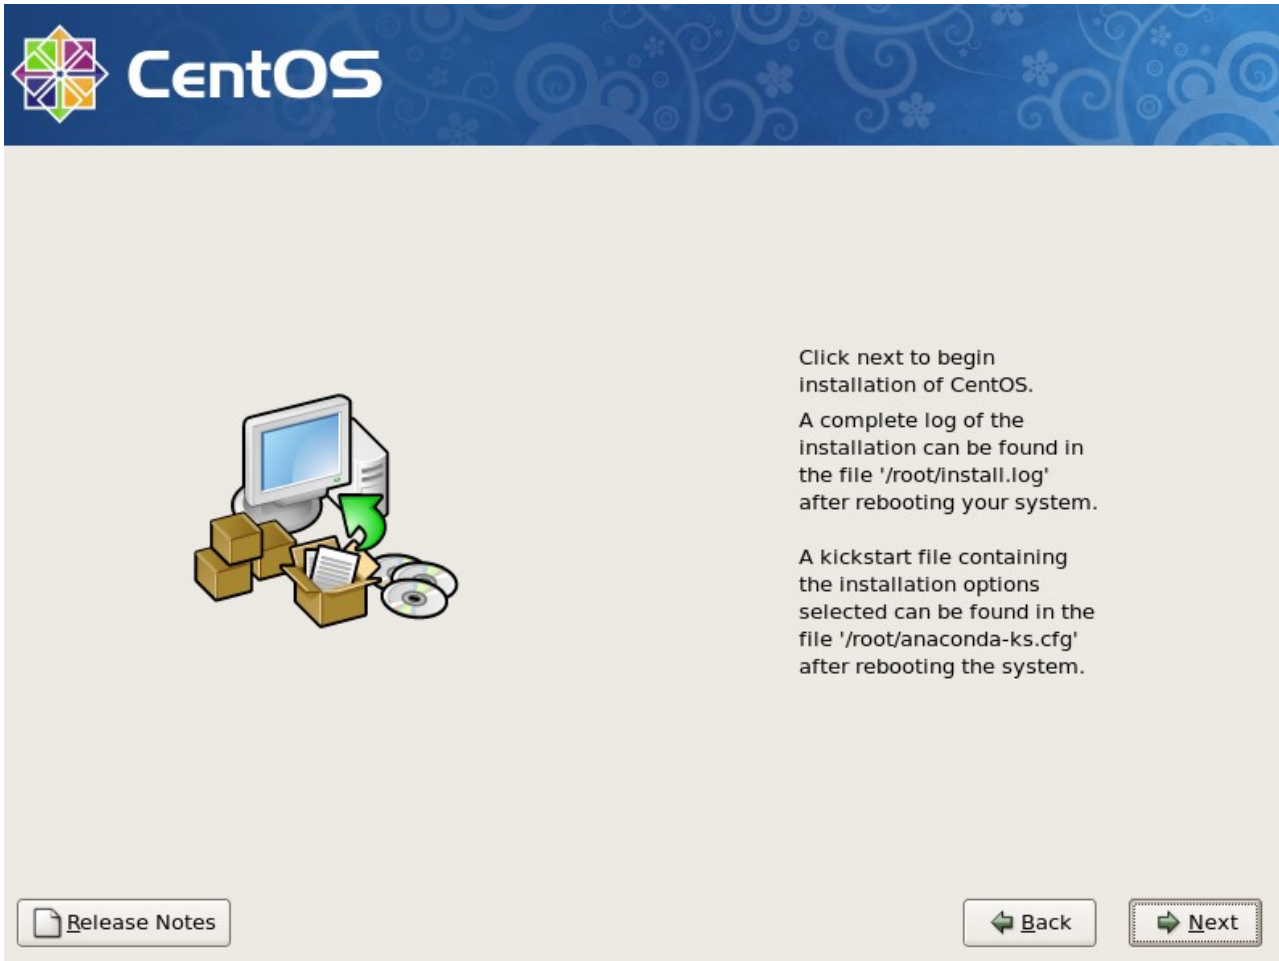 CentOS
Click next to begin
installation of CentOS.
A complete log of the
installation can be found in
the file '/root/install.log'
after rebooting your system.
A kickstart file containing
the installation options
selected can be found in the
file '/root/anaconda-ks.cfg'
after rebooting the system.
Release Notes
Back
Next